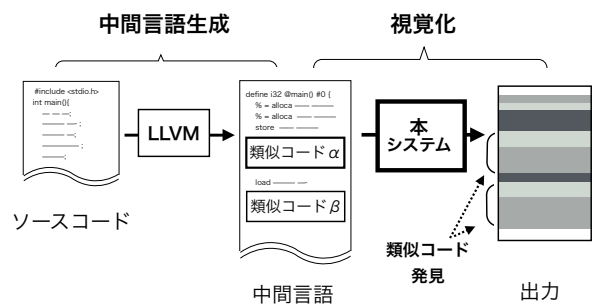 中間言語生成
視覚化
#include <stdio.h>
int main(){
LLVM
define i32 @main() #0 {
% = alloca
% = alloca
store
類似コードα
load
類似コードβ
本
システム
類似コード
発見
ソースコード
中間言語
出力